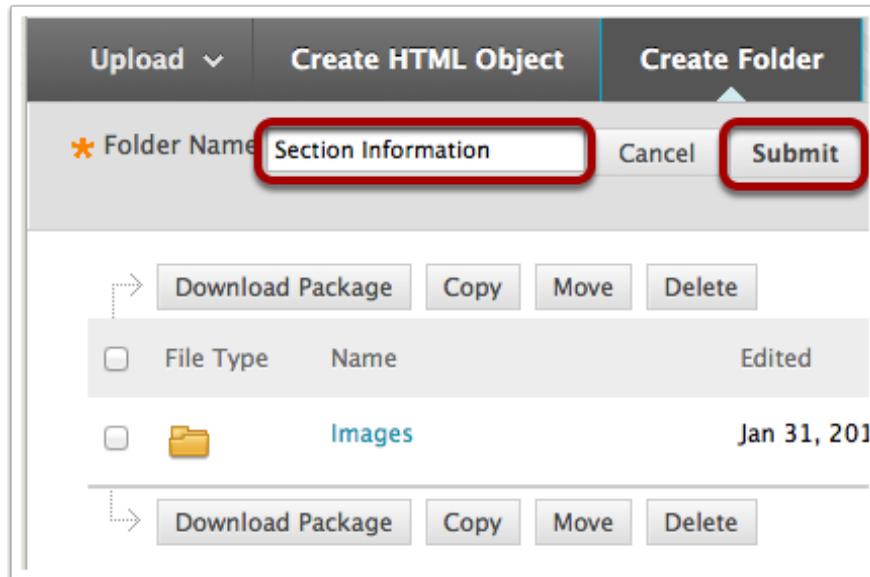 Upload Create HTML Object Create Folder
Folder Name Section Information Cancel Submit
Download Package Copy Move Delete
File Type Name Edited
Images Jan 31, 201
Download Package Copy Move Delete